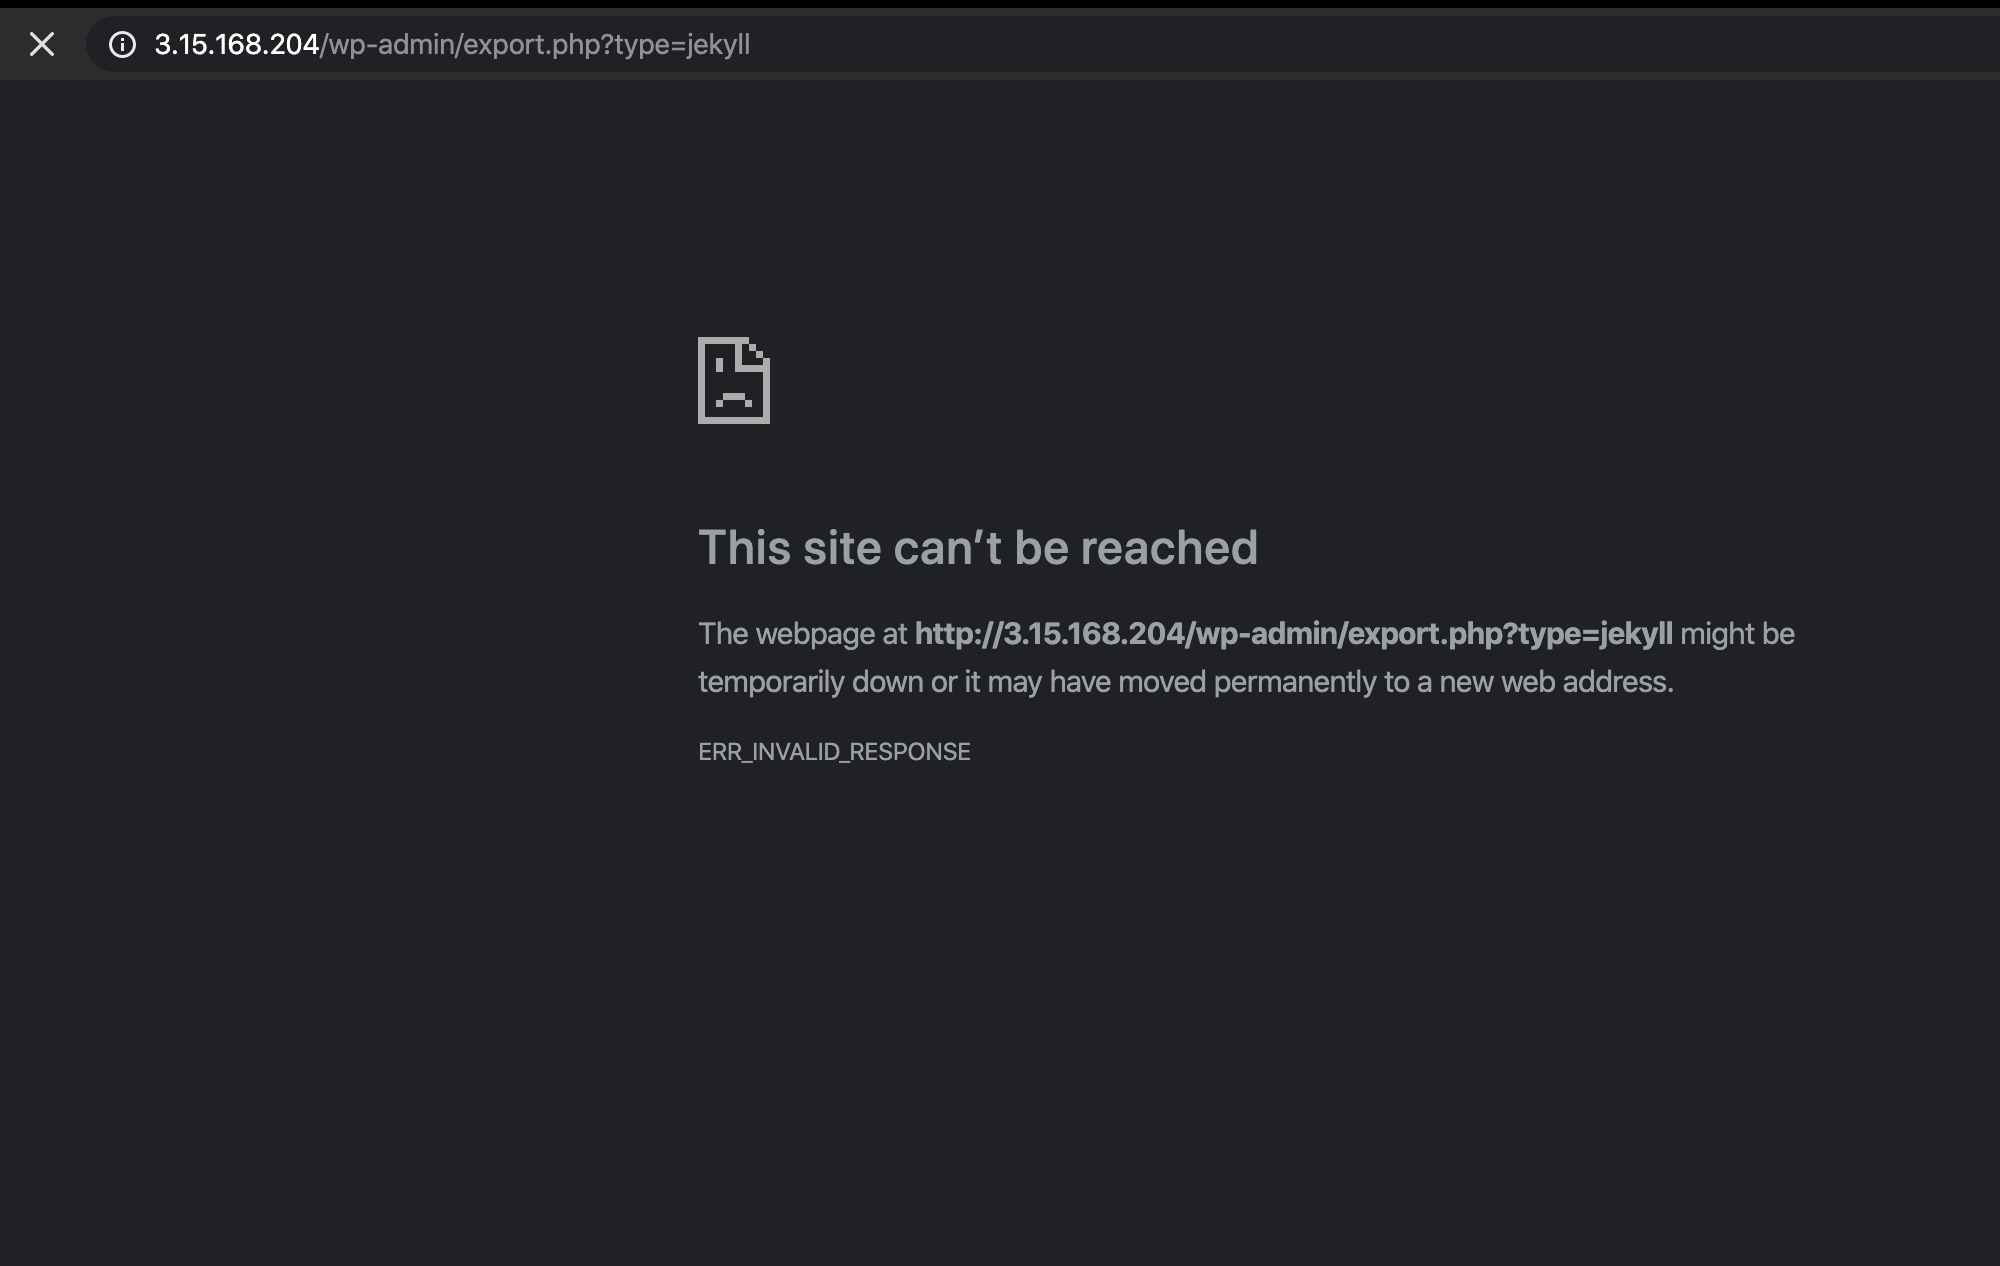 3.15.168.204/wp-admin/export.php?type=jekyll
This site can’t be reached
The webpage at http://3.15.168.204/wp-admin/export.php?type=jekyll might be
temporarily down or it may have moved permanently to a new web address.
ERR_INVALID_RESPONSE